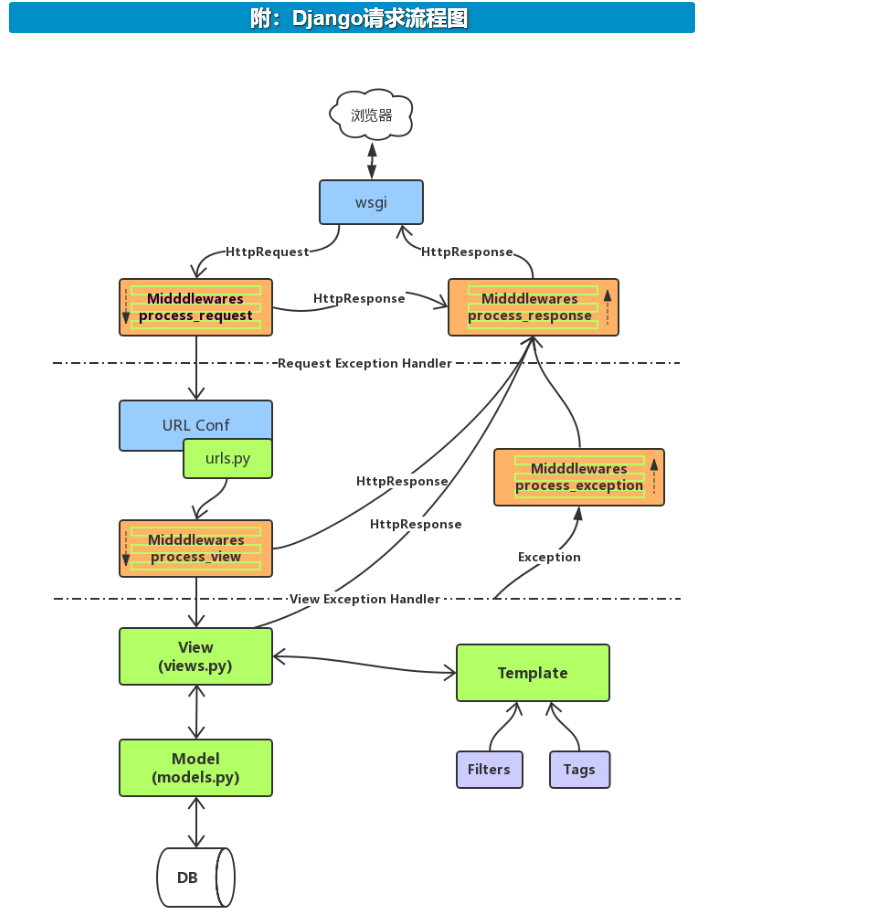 附：Django请求流程图
浏览器
wsgi
HttpRequest
HttpResponse
Midddlewares
process_request
HttpResponse
Midddlewares
process_response
Request Exception Handler
URL Conf
urls.py
HttpResponse
Midddlewares
process_exception
HttpResponse
Midddlewares
process_view
Exception
View Exception Handler
View
(views.py)
Template
Model
(models.py)
Filters
Tags
DB